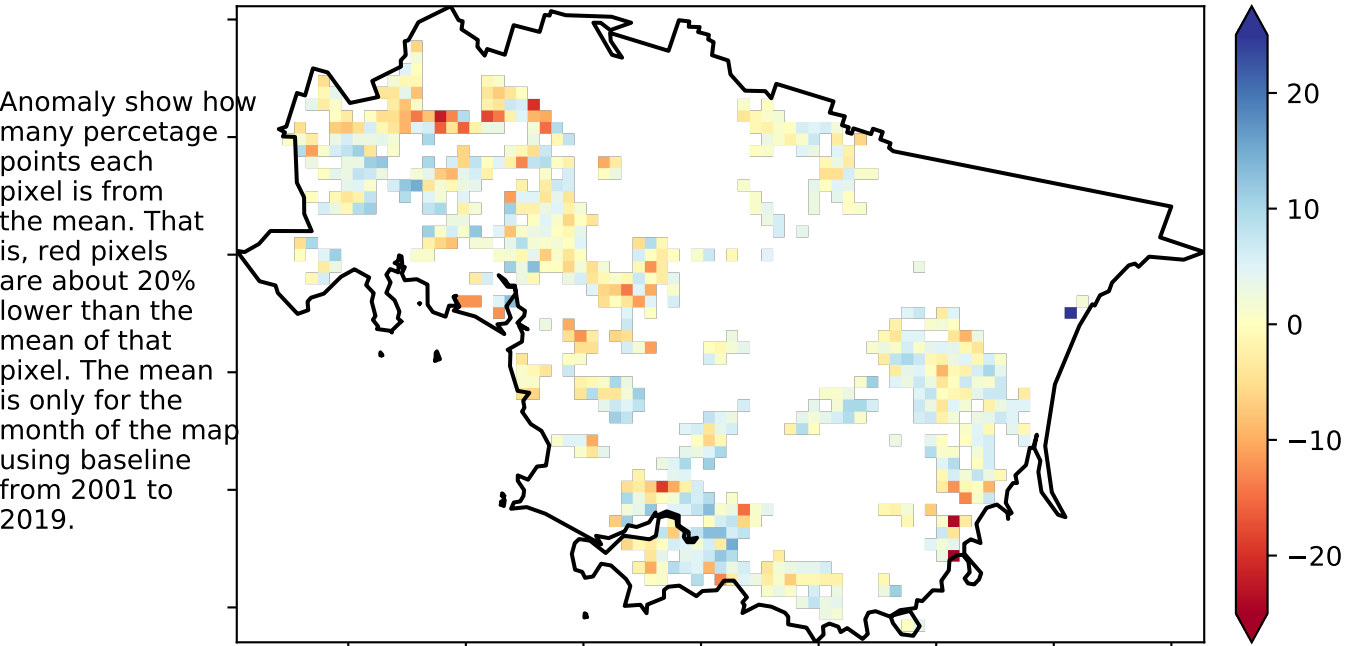 Anomaly show how
many percetage
points each
pixel is from
the mean. That
is, red pixels
are about 20%
lower than the
mean of that
pixel. The mean
is only for the
month of the map
using baseline
from 2001 to
2019.
20
10
0
−10
−20